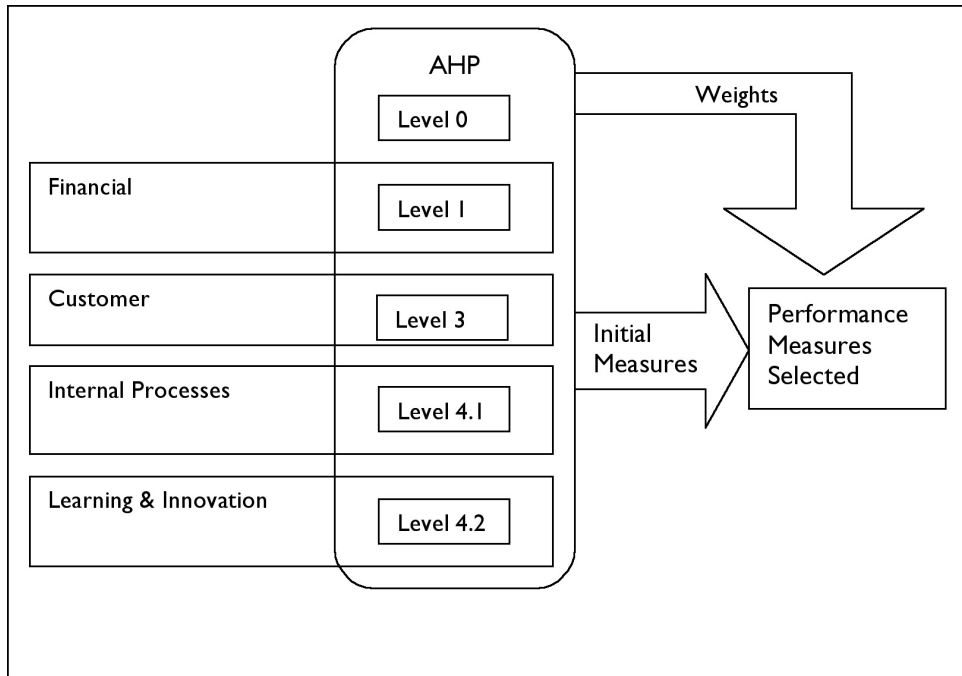 AHP
Level 0
Weights
Financial
Level 1
Customer
Level 3
Initial
Measures
Performance
Measures
Selected
Internal Processes
Level 4.1
Learning & Innovation
Level 4.2